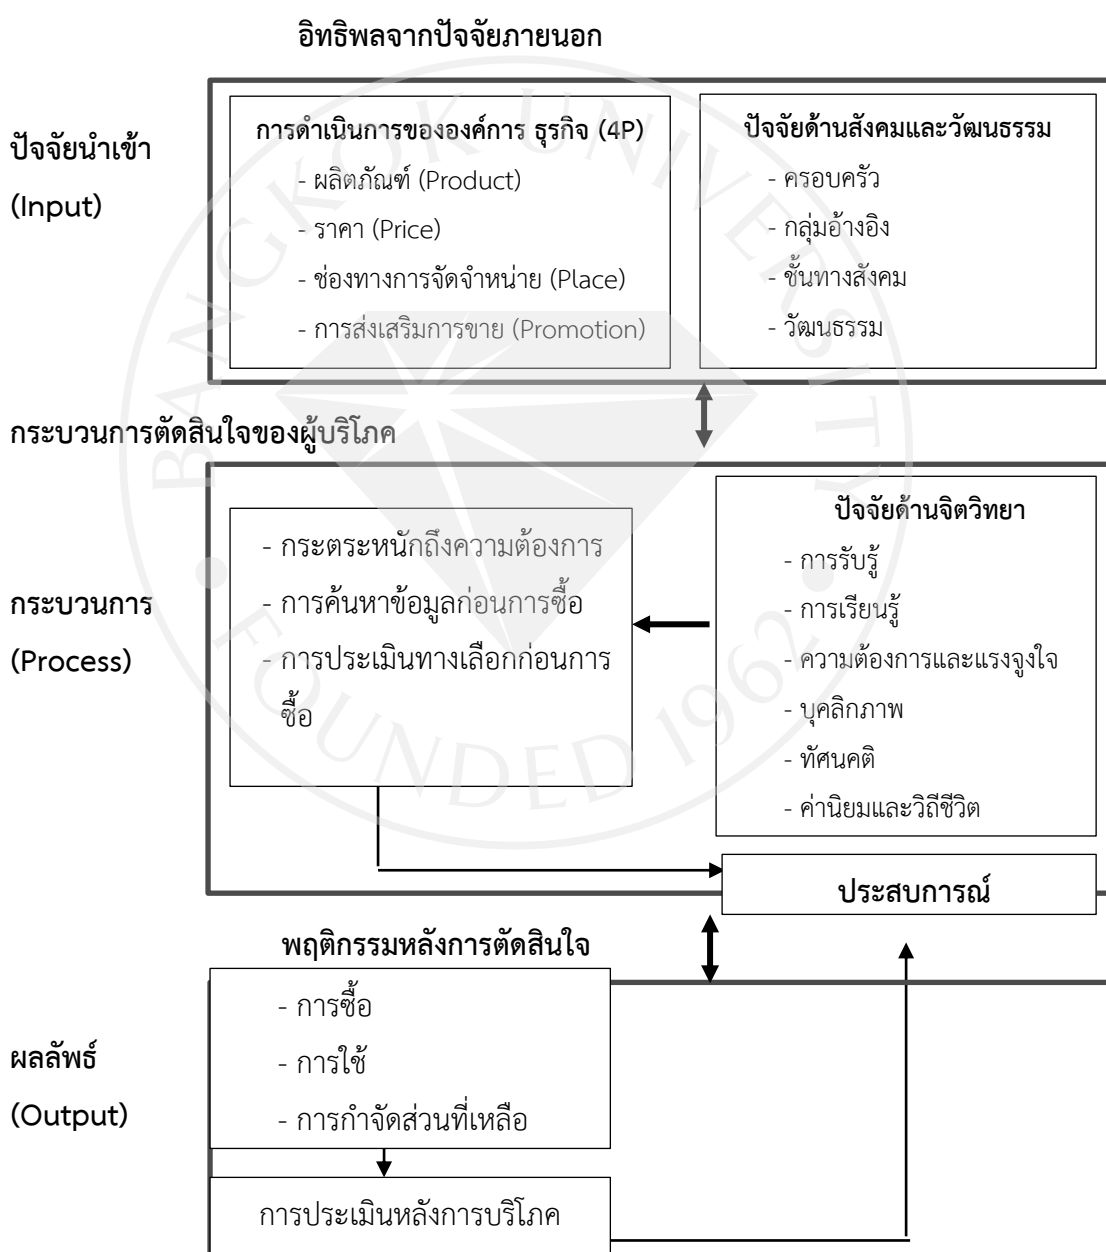 อิทธิพลจากปัจจัยภายนอก
ปัจจัยนำเข้า
(Input)
การดำเนินการขององค์การ ธุรกิจ (4P)
- ผลิตภัณฑ์ (Product)
- ราคา (Price)
- ช่องทางการจัดจำหน่าย (Place)
- การส่งเสริมการขาย (Promotion)
ปัจจัยด้านสังคมและวัฒนธรรม
- ครอบครัว
- กลุ่มอ้างอิง
- ชั้นทางสังคม
- วัฒนธรรม
กระบวนการตัดสินใจของผู้บริโภค
กระบวนการ
(Process)
- กระตระหนักถึงความต้องการ
- การค้นหาข้อมูลก่อนการซื้อ
- การประเมินทางเลือกก่อนการ
ซื้อ
ปัจจัยด้านจิตวิทยา
- การรับรู้
- การเรียนรู้
- ความต้องการและแรงจูงใจ
- บุคลิกภาพ
- ทัศนคติ
- ค่านิยมและวิถีชีวิต
ประสบการณ์
พฤติกรรมหลังการตัดสินใจ
ผลลัพธ์
(Output)
- การซื้อ
- การใช้
- การกำจัดส่วนที่เหลือ
การประเมินหลังการบริโภค
BANGKOK UNIVERSITY
FOUNDED 1962